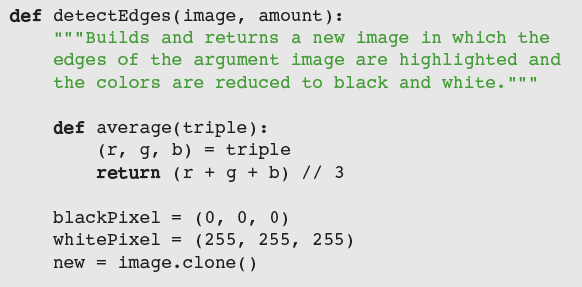 def detectEdges(image, amount):
    """Builds and returns a new image in which the
    edges of the argument image are highlighted and
    the colors are reduced to black and white."""

    def average(triple):
        (r, g, b) = triple
        return (r + g + b) // 3

    blackPixel = (0, 0, 0)
    whitePixel = (255, 255, 255)
    new = image.clone()